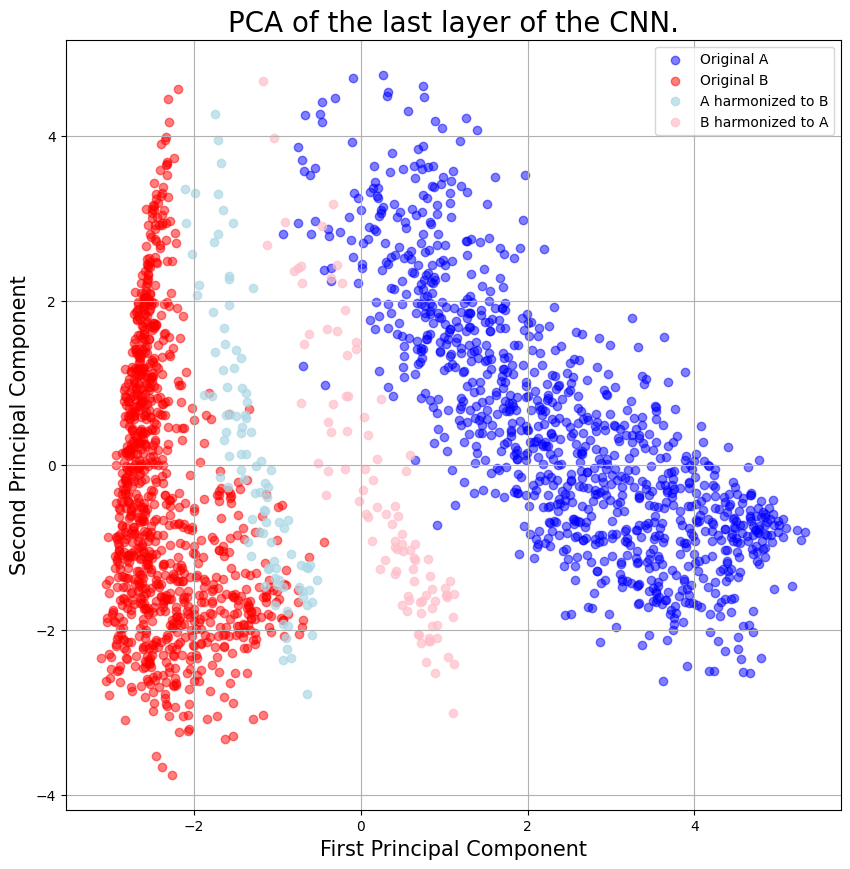 PCA of the last layer of the CNN.
Original A
Original B
A harmonized to B
B harmonized to A
Second Principal Component
4
2
0
−2
−4
−2
0
2
4
First Principal Component